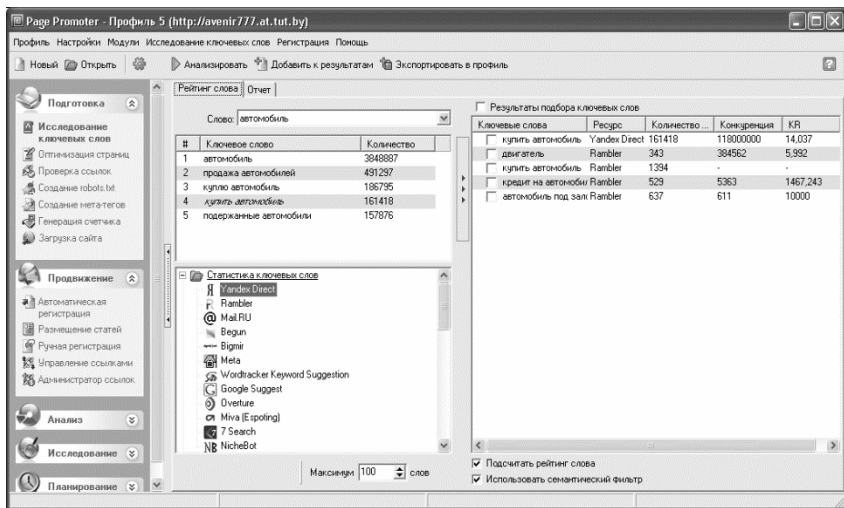 Page Promoter - Профиль 5 (http://avenir777.at.tut.by)
Профиль Настройки Модули Исследование ключевых слов Регистрация Помощь
Новый Открыть Анализировать Добавить к результатам Экспортировать в профиль
Подготовка
Исследование
ключевых слов
Оптимизация страниц
Проверка ссылок
Создание robots.txt
Создание мета-тегов
Генерация счетчика
Загрузка сайта
Продвижение
Автоматическая
регистрация
Размещение статей
Ручная регистрация
Управление ссылками
Администратор ссылок
Анализ
Исследование
Планирование
Рейтинг слова Отчет
Слово: автомобиль
# Ключевое слово Количество
1 автомобиль 3848887
2 продажа автомобилей 491297
3 куплю автомобиль 186795
4 купить автомобиль 161418
5 подержанные автомобили 157876
Статистика ключевых слов
Yandex Direct
Rambler
Mail.RU
Begun
Bigmir
Meta
Wordtracker Keyword Suggestion
Google Suggest
Overture
Miva (Espoting)
7 Search
NicheBot
Максимум 100 слов
Результаты подбора ключевых слов
Ключевые слова Ресурс Количество ... Конкуренция KR
купить автомобиль Yandex Direct 161418 118000000 14,037
двигатель Rambler 343 384562 5,992
купить автомобиль Rambler 1394 - -
кредит на автомоби Rambler 529 5363 1467,243
автомобиль под зал Rambler 637 611 10000
Подсчитать рейтинг слова
Использовать семантический фильтр